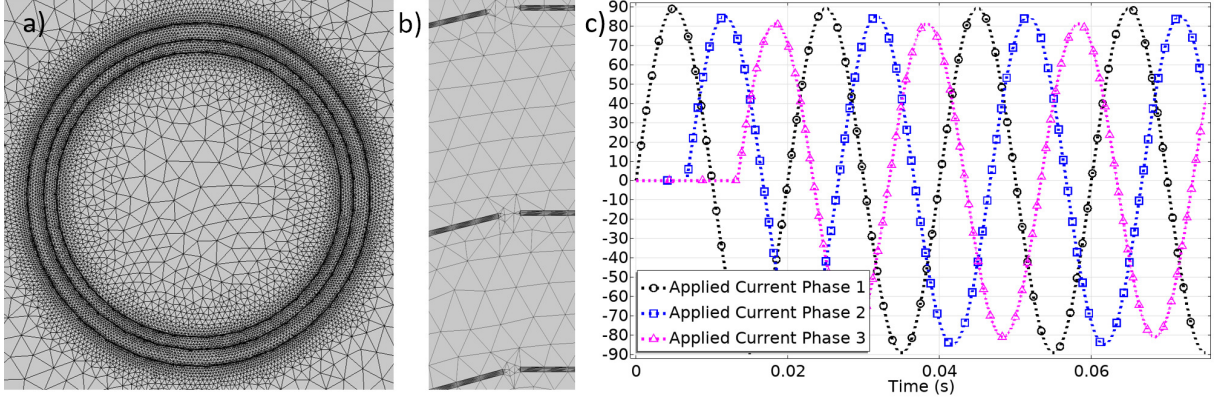 a)
b)
c)
90
80
70
60
50
40
30
20
10
0
-10
-20
-30
-40
-50
-60
-70
-80
-90
Applied Current Phase 1
Applied Current Phase 2
Applied Current Phase 3
0 0.02 0.04 0.06
Time (s)